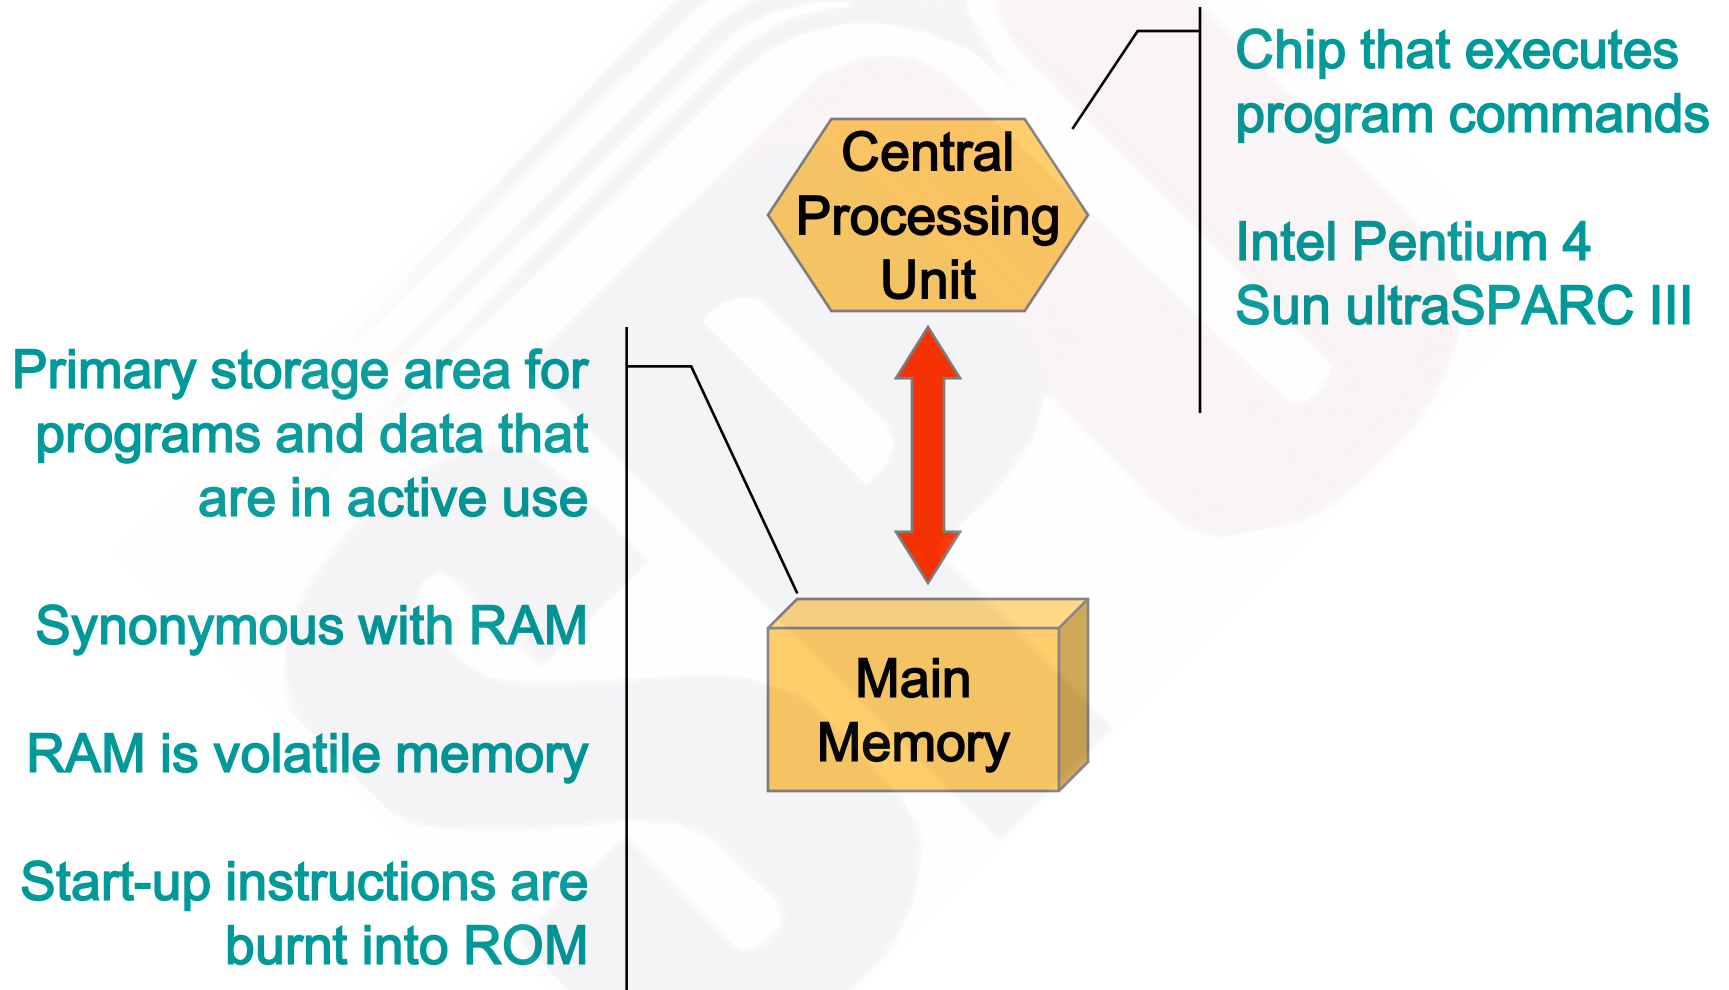 Chip that executes
program commands
Intel Pentium 4
Sun ultraSPARC III
Central
Processing
Unit
Primary storage area for
programs and data that
are in active use
Synonymous with RAM
RAM is volatile memory
Start-up instructions are
burnt into ROM
Main
Memory